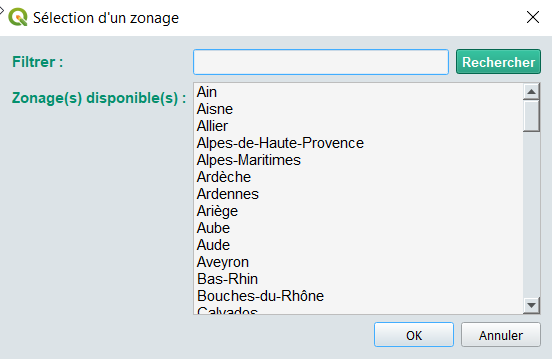 Sélection d'un zonage
Filtrer :
Rechercher
Zonage(s) disponible(s) :
Ain
Aisne
Allier
Alpes-de-Haute-Provence
Alpes-Maritimes
Ardèche
Ardennes
Ariège
Aube
Aude
Aveyron
Bas-Rhin
Bouches-du-Rhône
Calvados
OK
Annuler